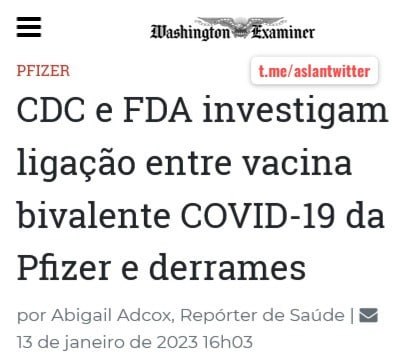 Washington Examiner
PFIZER
t.me/aslantwitter
CDC e FDA investigam
ligação entre vacina
bivalente COVID-19 da
Pfizer e derrames
por Abigail Adcox, Repórter de Saúde |
13 de janeiro de 2023 16h03